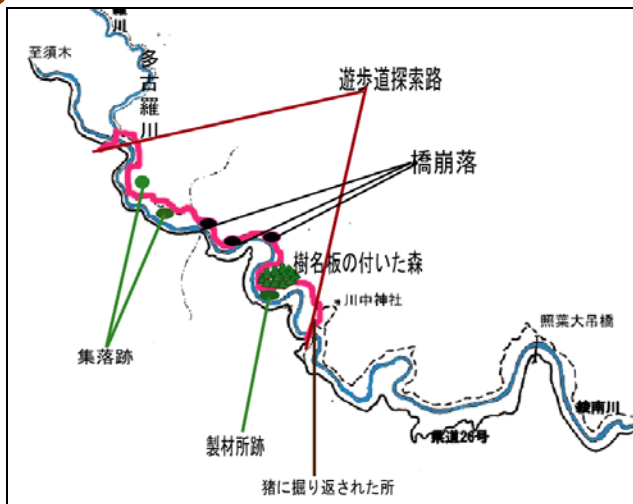 羅川
至須木
多古羅川
遊歩道探索路
橋崩落
樹名板の付いた森
川中神社
照葉大吊橋
集落跡
綾南川
県道26号
製材所跡
猪に掘り返された所